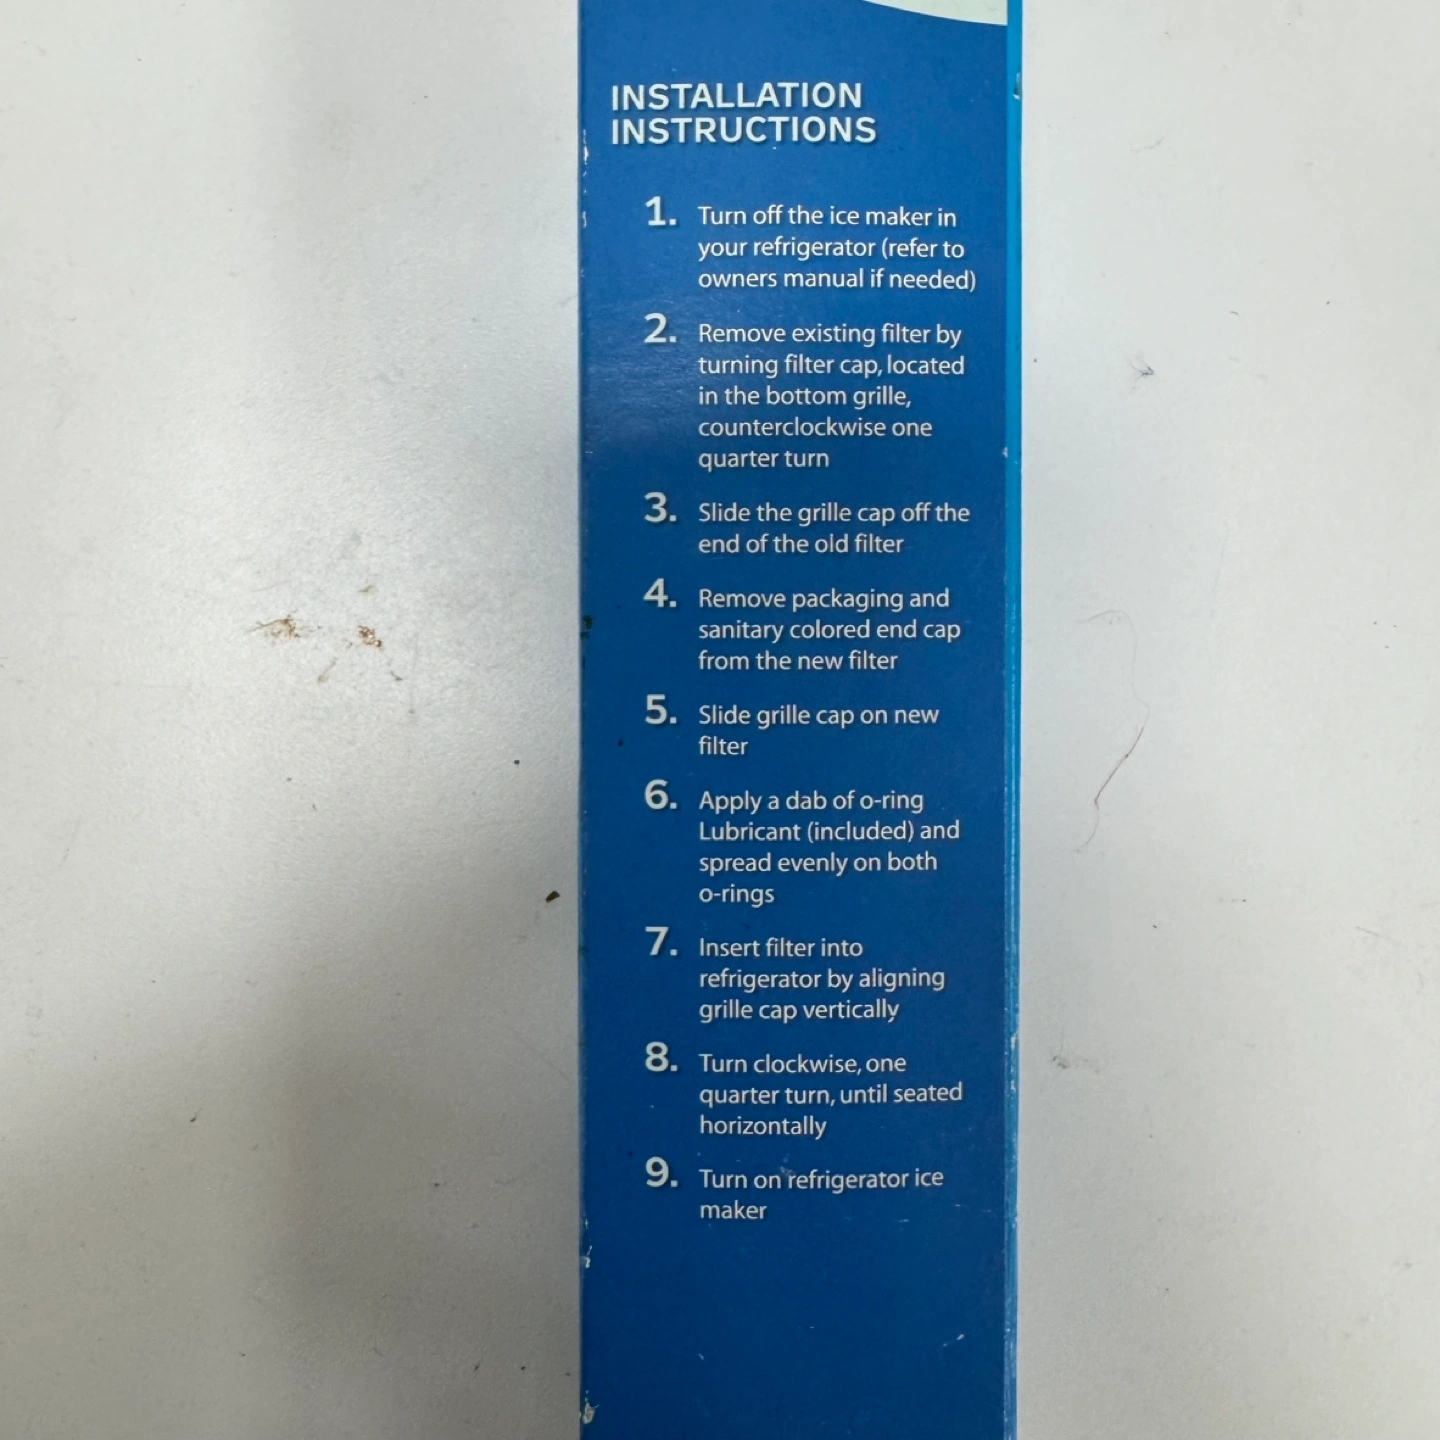 INSTALLATION
INSTRUCTIONS
1. Turn off the ice maker in
your refrigerator (refer to
owners manual if needed)
2. Remove existing filter by
turning filter cap, located
in the bottom grille,
counterclockwise one
quarter turn
3. Slide the grille cap off the
end of the old filter
4. Remove packaging and
sanitary colored end cap
from the new filter
5. Slide grille cap on new
filter
6. Apply a dab of o-ring
Lubricant (included) and
spread evenly on both
o-rings
7. Insert filter into
refrigerator by aligning
grille cap vertically
8. Turn clockwise, one
quarter turn, until seated
horizontally
9. Turn on refrigerator ice
maker